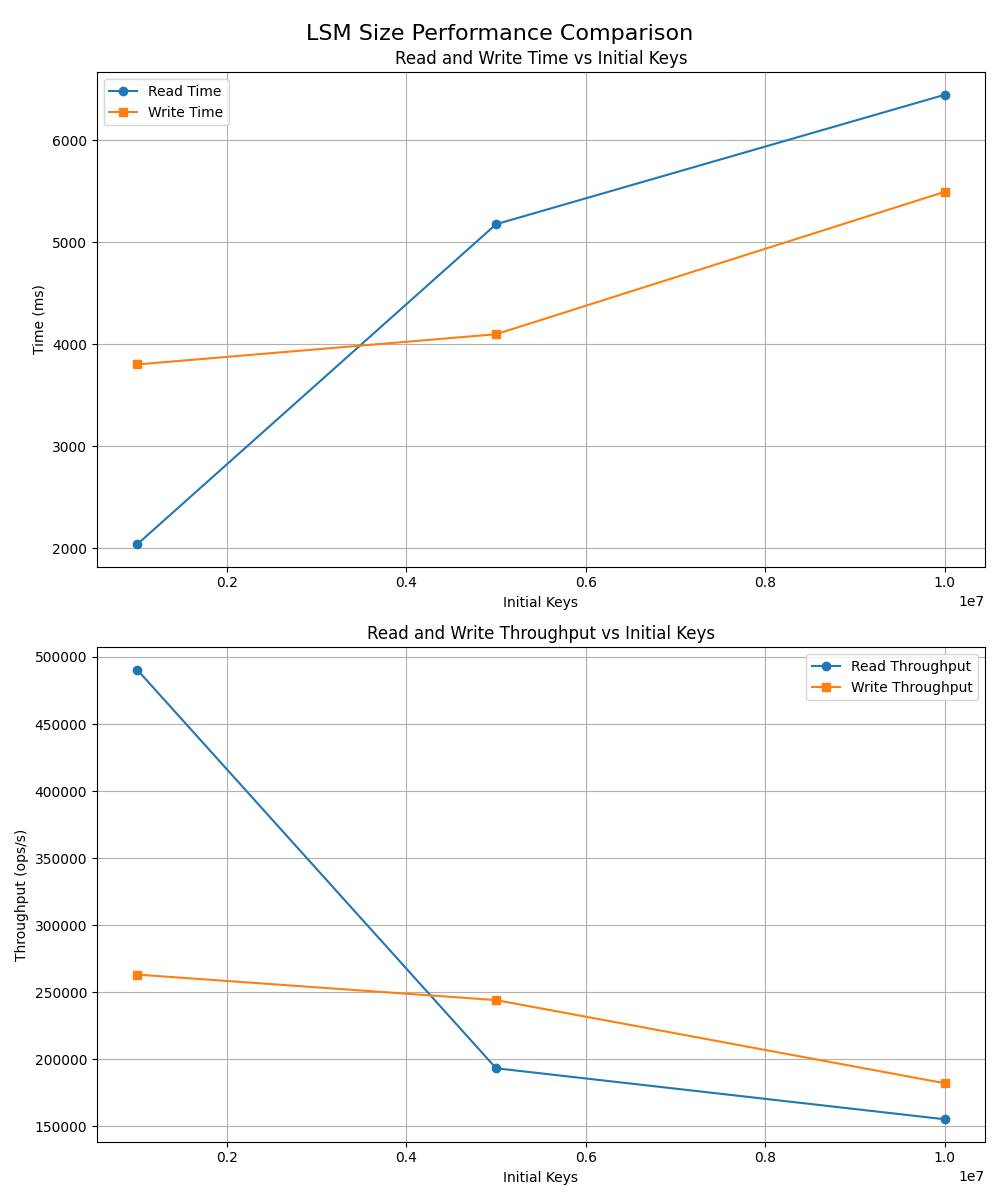 LSM Size Performance Comparison
Read and Write Time vs Initial Keys
Read Time
Write Time
6000
5000
4000
3000
2000
Time (ms)
0.2 0.4 0.6 0.8 1.0
1e7
Initial Keys
Read and Write Throughput vs Initial Keys
Read Throughput
Write Throughput
500000
450000
400000
350000
300000
250000
200000
150000
Throughput (ops/s)
0.2 0.4 0.6 0.8 1.0
1e7
Initial Keys